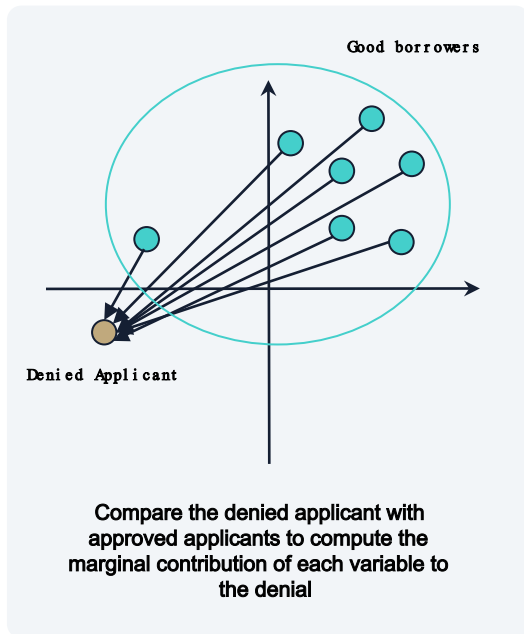 Good borrowers
Denied Applicant
Compare the denied applicant with
approved applicants to compute the
marginal contribution of each variable to
the denial